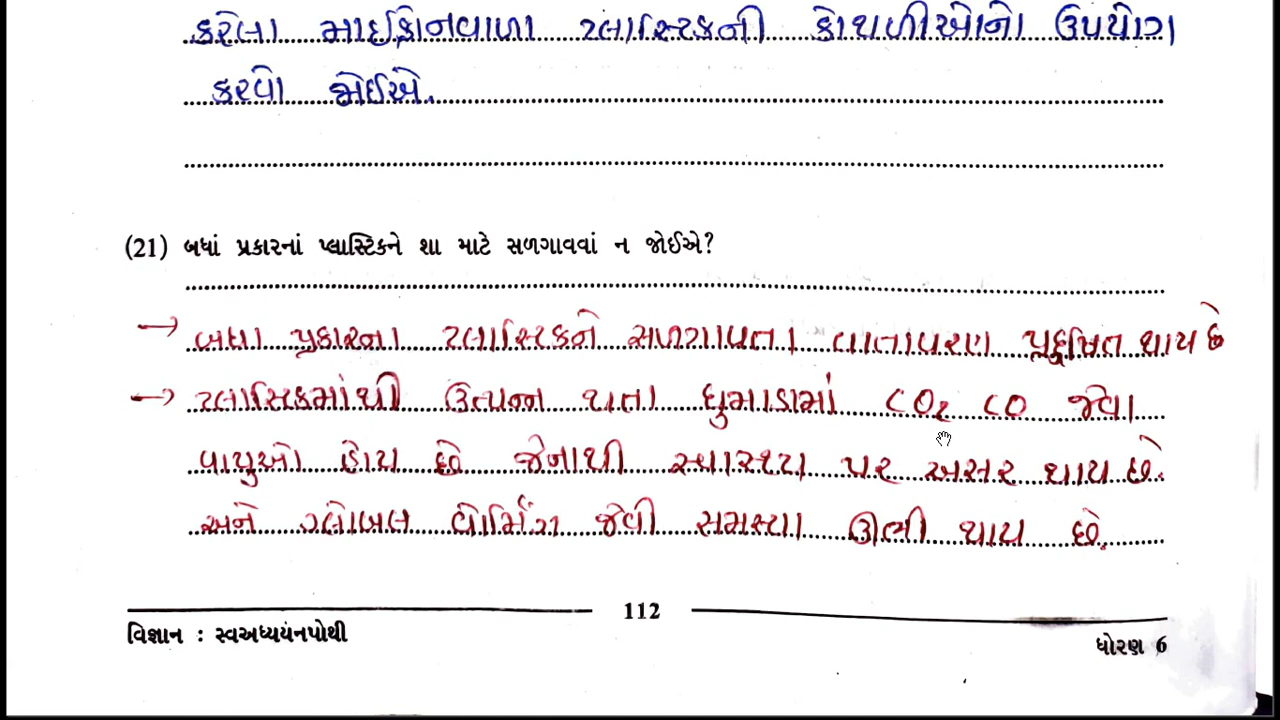 કરેલા માઇક્રોનવાળા પ્લાસ્ટિકની કોથળીઓનો ઉપયોગ
કરવો જોઈએ.
(21) બધાં પ્રકારનાં પ્લાસ્ટિકને શા માટે સળગાવવાં ન જોઈએ?
→ બધા પ્રકારના પ્લાસ્ટિકને સળગાવતા વાતાવરણ પ્રદૂષિત થાય છે
→ પ્લાસ્ટિકમાંથી ઉત્પન્ન થતા ધુમાડામાં CO₂ CO જેવા
વાયુઓ હોય છે જેનાથી સ્વાસ્થ્ય પર અસર થાય છે.
અને ગ્લોબલ વોર્મિંગ જેવી સમસ્યા ઊભી થાય છે.
112
વિજ્ઞાન : સ્વઅધ્યયનપોથી
ધોરણ 6